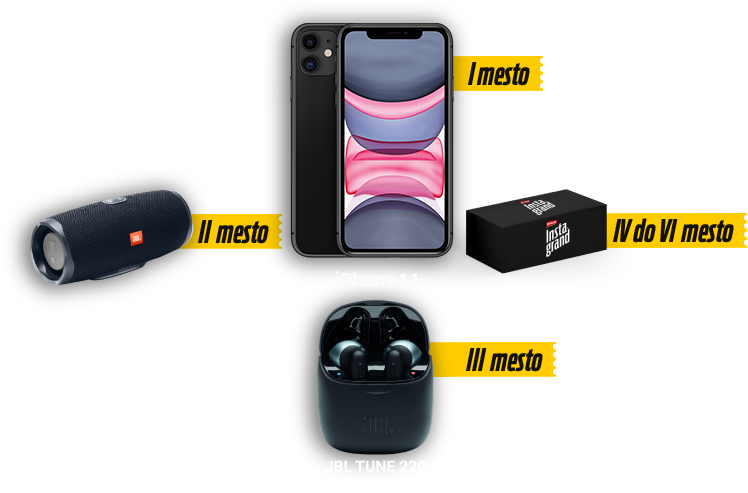 I mesto
JBL
II mesto
Insta
grand
Insta
grand
IV do VI mesto
iPhone 11
III mesto
JBL
JBL TUNE 220